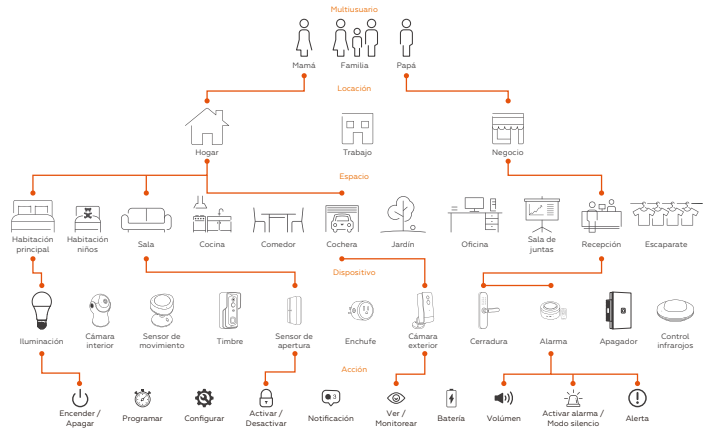 Multiusuario
Mamá
Familia
Papá
Locación
Hogar
Trabajo
Negocio
Espacio
Habitación
principal
Habitación
niños
Sala
Cocina
Comedor
Cochera
Jardín
Oficina
Sala de
juntas
Recepción
Escaparate
Dispositivo
Iluminación
Cámara
interior
Sensor de
movimiento
Timbre
Sensor de
apertura
Enchufe
Cámara
exterior
Cerradura
Alarma
Apagador
Control
infrarojos
Acción
Encender /
Apagar
Programar
Configurar
Activar /
Desactivar
3
Notificación
Ver /
Monitorear
Batería
Volúmen
Activar alarma /
Modo silencio
Alerta